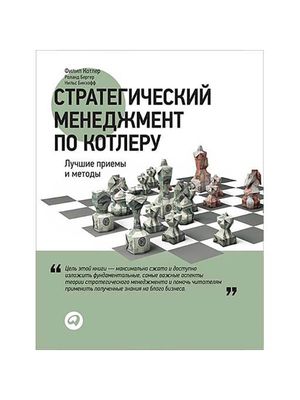 Филип Котлер
Роланд Бергер
Нильс Бикхофф
СТРАТЕГИЧЕСКИЙ
МЕНЕДЖМЕНТ
ПО КОТЛЕРУ
Лучшие приемы
и методы
“ Цель этой книги — максимально сжато и доступно
изложить фундаментальные, самые важные аспекты
теории стратегического менеджмента и помочь читателям
применить полученные знания на благо бизнеса. ”